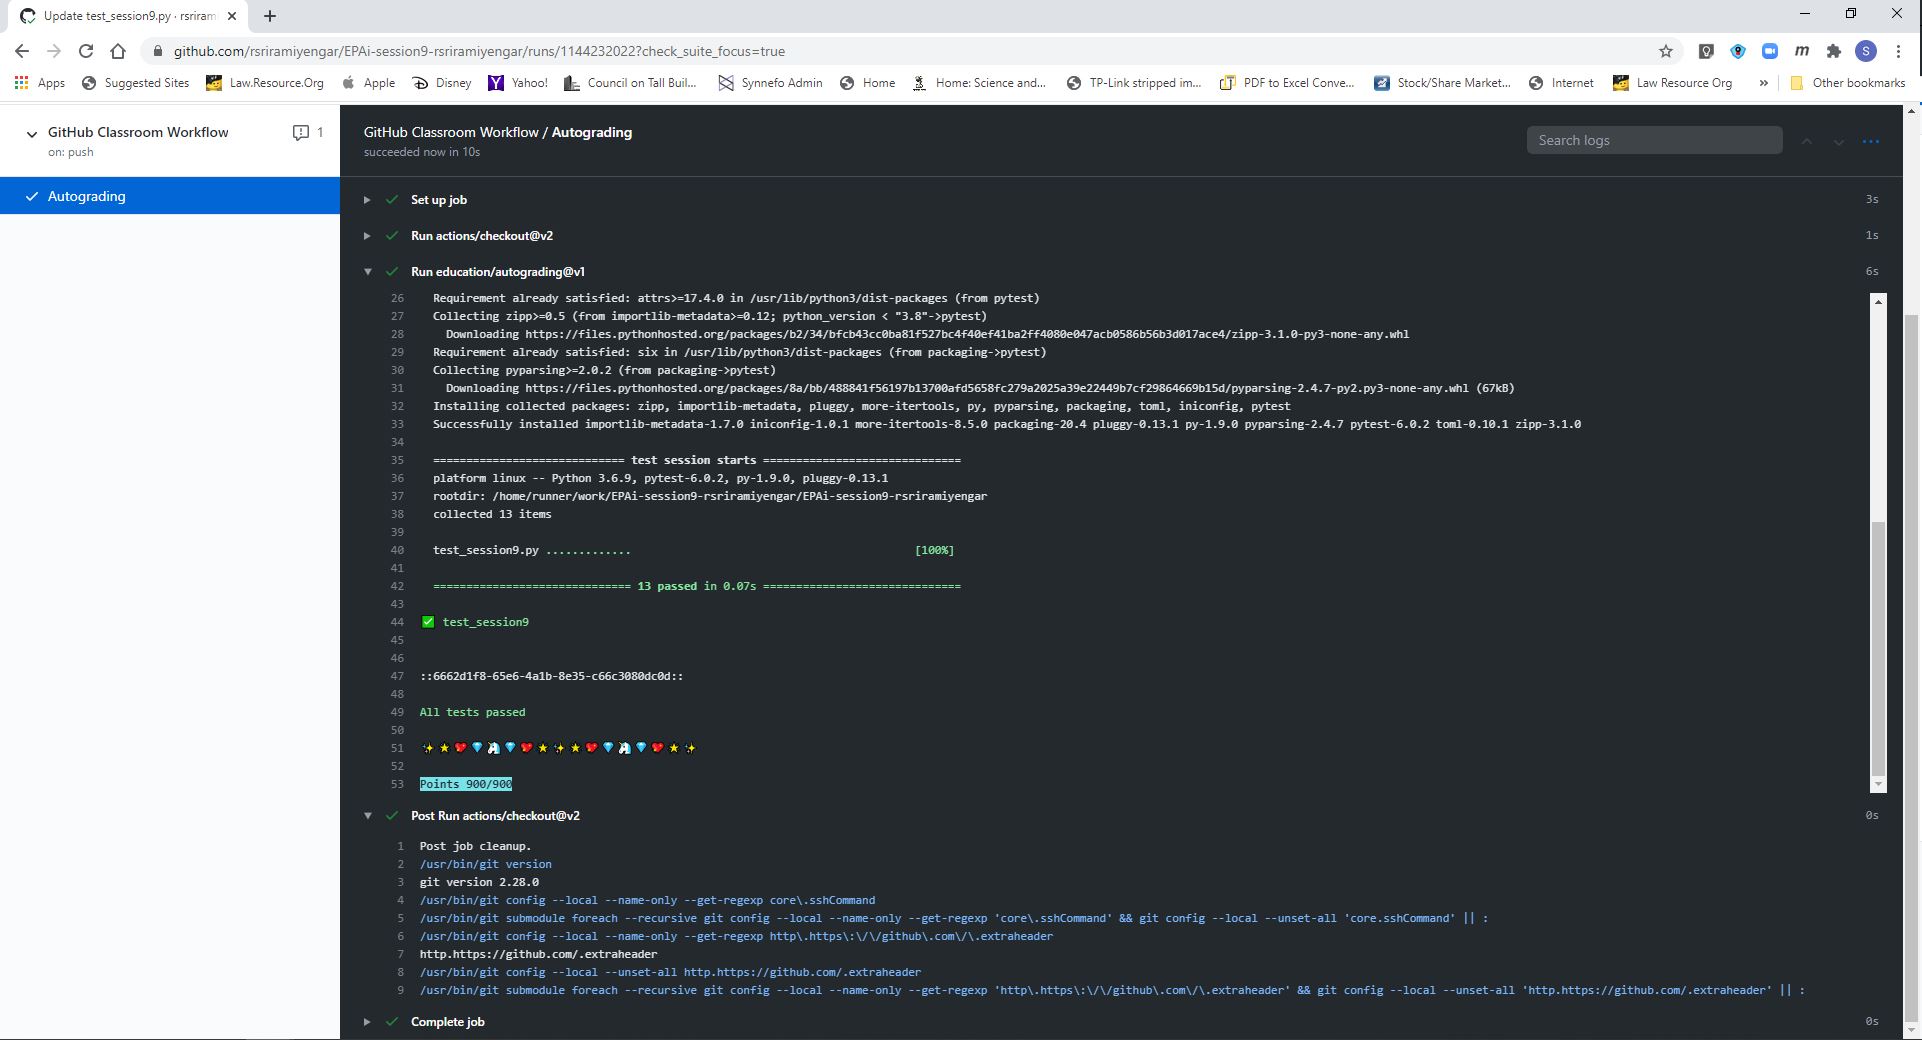 Update test_session9.py · rsriram
github.com/rsriramiyengar/EPAi-session9-rsriramiyengar/runs/1144232022?check_suite_focus=true
S
Apps Suggested Sites Law.Resource.Org Apple Disney Yahoo! Council on Tall Buil... Synnefo Admin Home Home: Science and... TP-Link stripped im... PDF to Excel Conve... Stock/Share Market... Internet Law Resource Org » Other bookmarks
GitHub Classroom Workflow 1
on: push
Autograding
GitHub Classroom Workflow / Autograding
succeeded now in 10s
Search logs
Set up job 3s
Run actions/checkout@v2 1s
Run education/autograding@v1 6s
26 Requirement already satisfied: attrs>=17.4.0 in /usr/lib/python3/dist-packages (from pytest)
27 Collecting zipp>=0.5 (from importlib-metadata>=0.12; python_version < "3.8"->pytest)
28 Downloading https://files.pythonhosted.org/packages/b2/34/bfcb43cc0ba81f527bc4f40ef41ba2ff4080e047acb0586b56b3d017ace4/zipp-3.1.0-py3-none-any.whl
29 Requirement already satisfied: six in /usr/lib/python3/dist-packages (from packaging->pytest)
30 Collecting pyparsing>=2.0.2 (from packaging->pytest)
31 Downloading https://files.pythonhosted.org/packages/8a/bb/488841f56197b13700afd5658fc279a2025a39e22449b7cf29864669b15d/pyparsing-2.4.7-py2.py3-none-any.whl (67kB)
32 Installing collected packages: zipp, importlib-metadata, pluggy, more-itertools, py, pyparsing, packaging, toml, iniconfig, pytest
33 Successfully installed importlib-metadata-1.7.0 iniconfig-1.0.1 more-itertools-8.5.0 packaging-20.4 pluggy-0.13.1 py-1.9.0 pyparsing-2.4.7 pytest-6.0.2 toml-0.10.1 zipp-3.1.0
34
35 ============================= test session starts ==============================
36 platform linux -- Python 3.6.9, pytest-6.0.2, py-1.9.0, pluggy-0.13.1
37 rootdir: /home/runner/work/EPAi-session9-rsriramiyengar/EPAi-session9-rsriramiyengar
38 collected 13 items
39
40 test_session9.py ............. [100%]
41
42 ============================== 13 passed in 0.07s ==============================
43
44 ✅ test_session9
45
46
47 ::6662d1f8-65e6-4a1b-8e35-c66c3080dc0d::
48
49 All tests passed
50
51 ✨⭐💖💎🦄💎💖⭐✨⭐💖💎🦄💎💖⭐✨
52
53 Points 900/900
Post Run actions/checkout@v2 0s
1 Post job cleanup.
2 /usr/bin/git version
3 git version 2.28.0
4 /usr/bin/git config --local --name-only --get-regexp core\.sshCommand
5 /usr/bin/git submodule foreach --recursive git config --local --name-only --get-regexp 'core\.sshCommand' && git config --local --unset-all 'core.sshCommand' || :
6 /usr/bin/git config --local --name-only --get-regexp http\.https\:\/\/github\.com\/\.extraheader
7 http.https://github.com/.extraheader
8 /usr/bin/git config --local --unset-all http.https://github.com/.extraheader
9 /usr/bin/git submodule foreach --recursive git config --local --name-only --get-regexp 'http\.https\:\/\/github\.com\/\.extraheader' && git config --local --unset-all 'http.https://github.com/.extraheader' || :
Complete job 0s